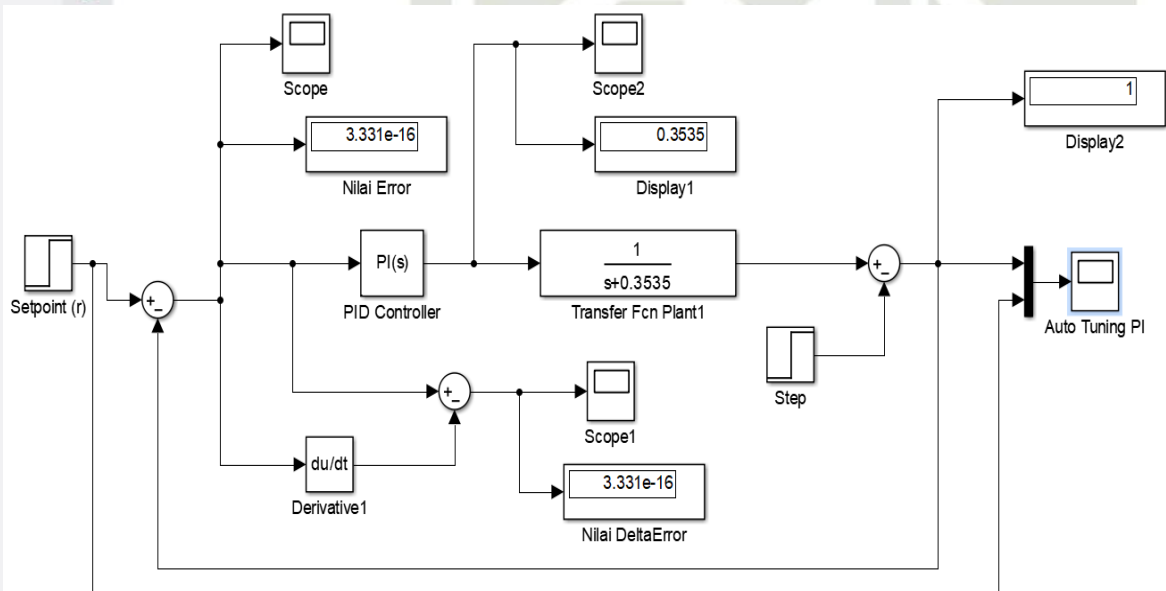 Scope
Scope2
1
Display2
3.331e-16
Nilai Error
0.3535
Display1
Setpoint (r)
+
−
PI(s)
PID Controller
1
s+0.3535
Transfer Fcn Plant1
+
−
Auto Tuning PI
Step
+
−
Scope1
du/dt
Derivative1
3.331e-16
Nilai DeltaError